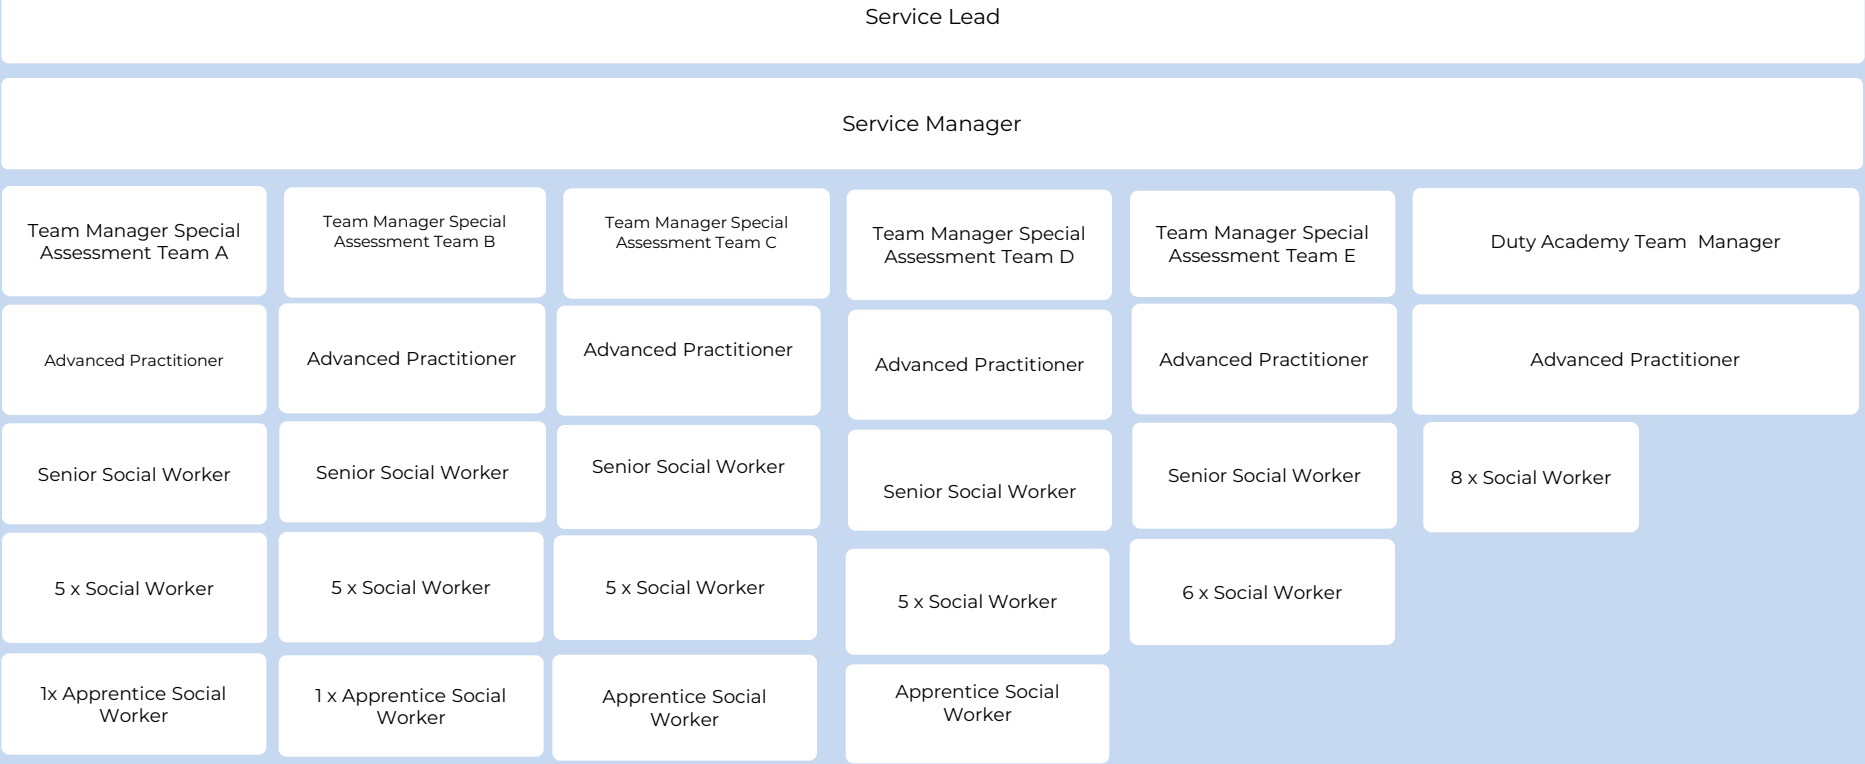 Service Lead
Service Manager
Team Manager Special
Assessment Team A
Team Manager Special
Assessment Team B
Team Manager Special
Assessment Team C
Team Manager Special
Assessment Team D
Team Manager Special
Assessment Team E
Duty Academy Team  Manager
Advanced Practitioner
Advanced Practitioner
Advanced Practitioner
Advanced Practitioner
Advanced Practitioner
Advanced Practitioner
Senior Social Worker
Senior Social Worker
Senior Social Worker
Senior Social Worker
Senior Social Worker
8 x Social Worker
5 x Social Worker
5 x Social Worker
5 x Social Worker
5 x Social Worker
6 x Social Worker
1x Apprentice Social
Worker
1 x Apprentice Social
Worker
Apprentice Social
Worker
Apprentice Social
Worker